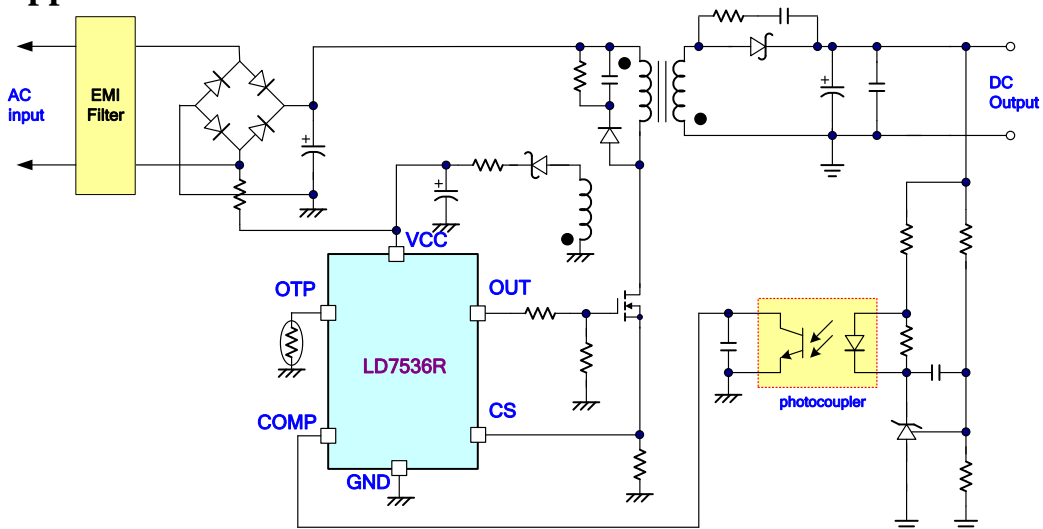 AC
input
EMI
Filter
DC
Output
VCC
OTP
OUT
LD7536R
COMP
CS
GND
photocoupler